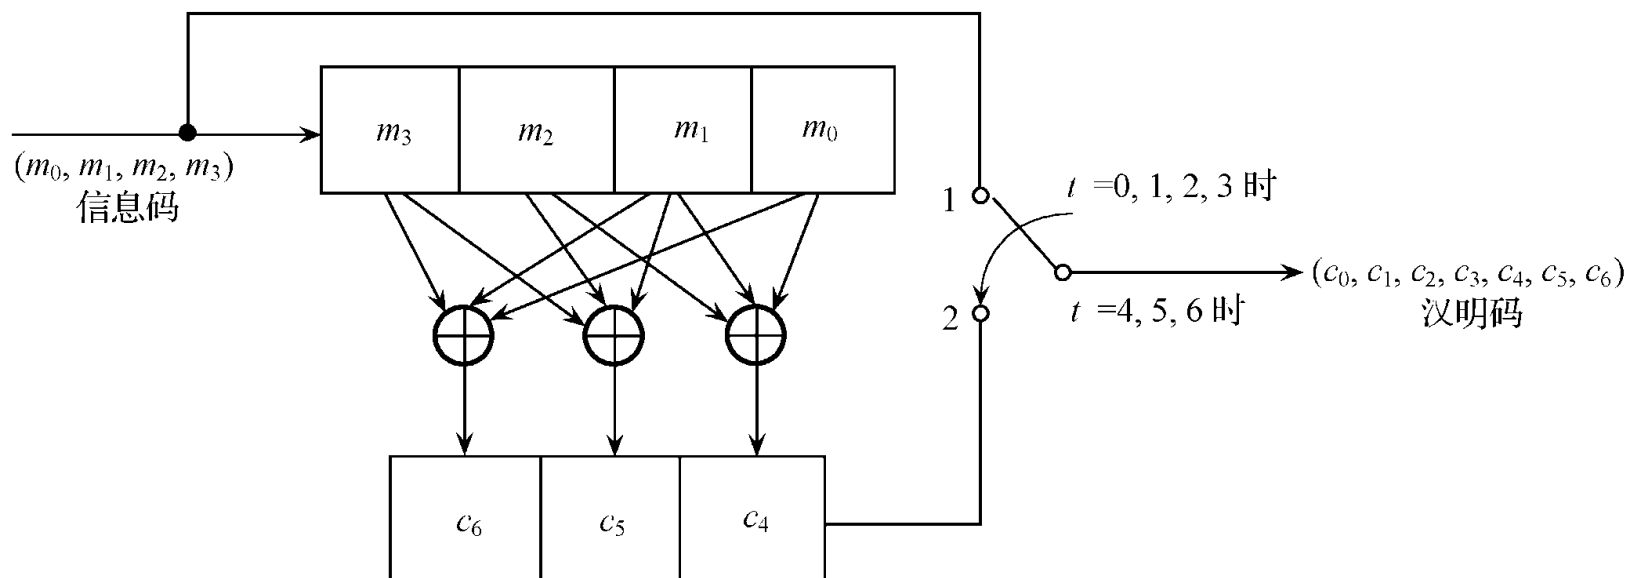 m₃ m₂ m₁ m₀
(m₀, m₁, m₂, m₃)
信息码
1
t =0, 1, 2, 3 时
(c₀, c₁, c₂, c₃, c₄, c₅, c₆)
汉明码
2
t =4, 5, 6 时
c₆ c₅ c₄